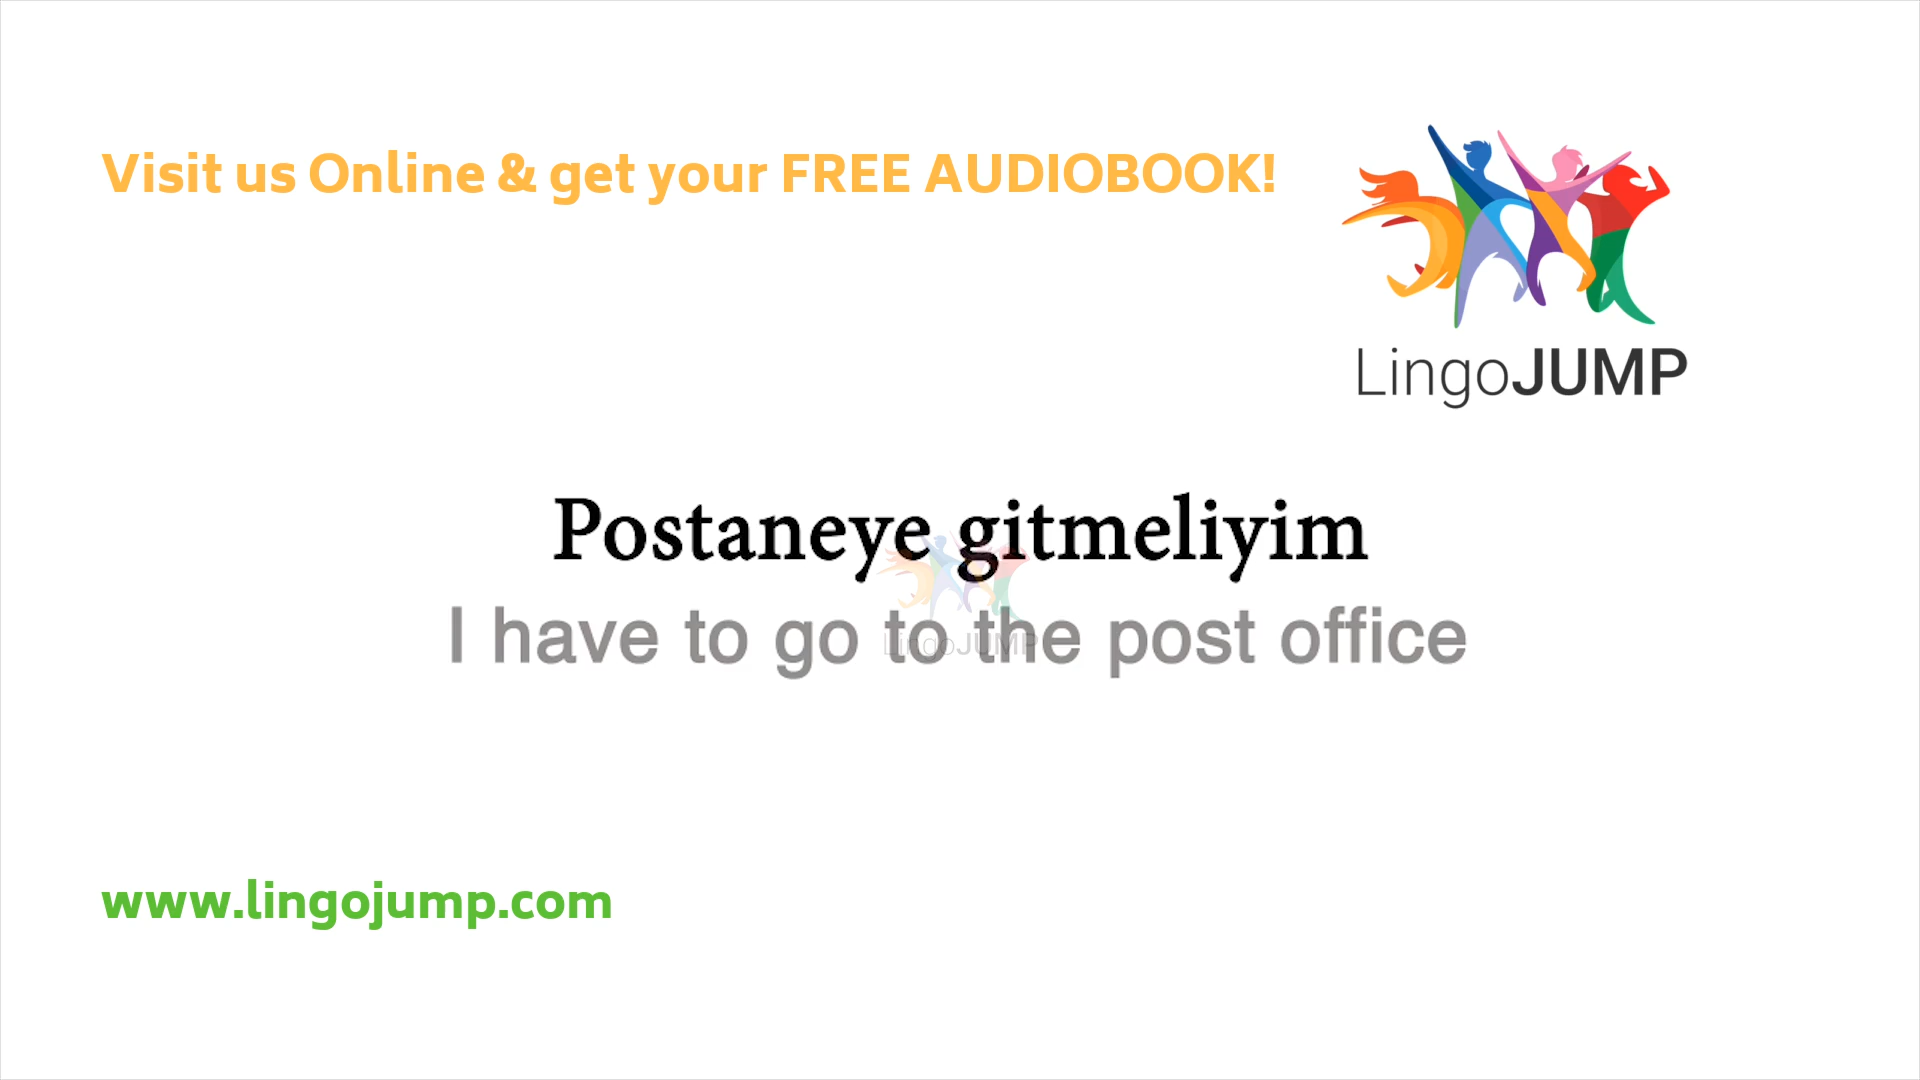 Visit us Online & get your FREE AUDIOBOOK!
LingoJUMP
Postaneye gitmeliyim
LingoJUMP
I have to go to the post office
www.lingojump.com